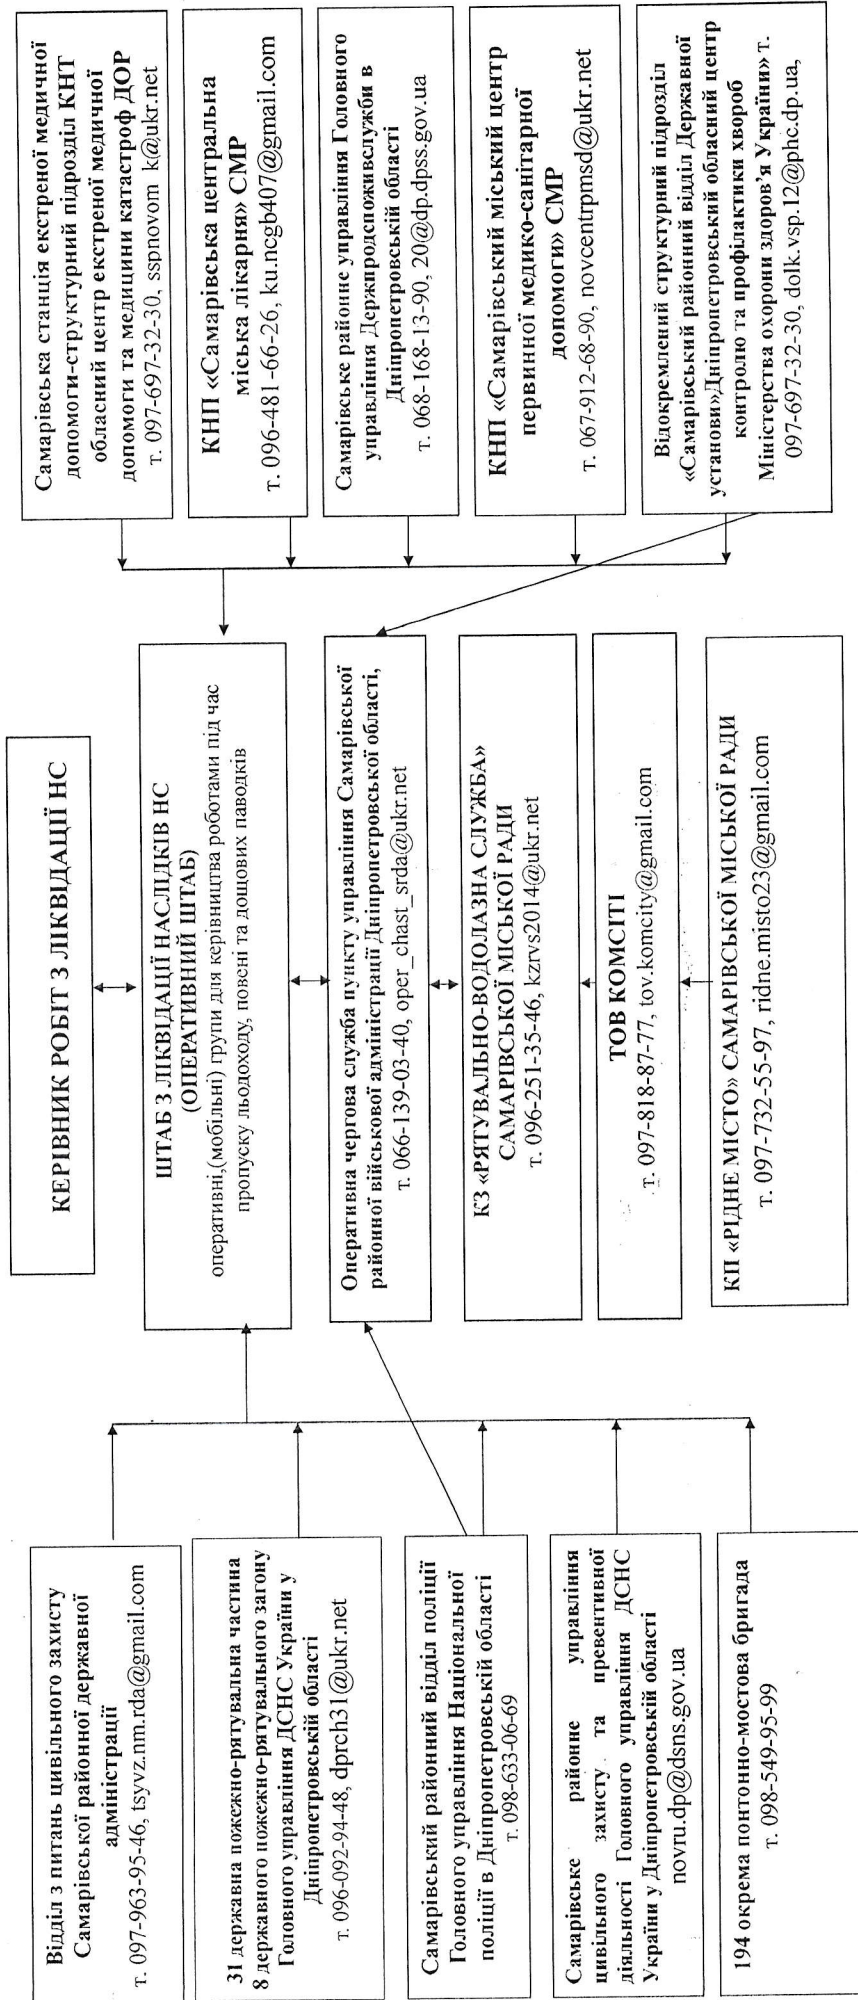 КЕРІВНИК РОБІТ З ЛІКВІДАЦІЇ НС
Відділ з питань цивільного захисту
Самарівської районної державної
адміністрації
т. 097-963-95-46, tsyvz.nm.rda@gmail.com
31 державна пожежно-рятувальна частина
8 державного пожежно-рятувального загону
Головного управління ДСНС України у
Дніпропетровській області
т. 096-092-94-48, dprch31@ukr.net
Самарівський районний відділ поліції
Головного управління Національної
поліції в Дніпропетровській області
т. 098-633-06-69
Самарівське районне управління
цивільного захисту та превентивної
діяльності Головного управління ДСНС
України у Дніпропетровській області
novru.dp@dsns.gov.ua
194 окрема понтонно-мостова бригада
т. 098-549-95-99
ШТАБ З ЛІКВІДАЦІЇ НАСЛІДКІВ НС
(ОПЕРАТИВНИЙ ШТАБ)
оперативні,(мобільні) групи для керівництва роботами під час
пропуску льодоходу, повені та дощових паводків
Оперативна чергова служба пункту управління Самарівської
районної військової адміністрації Дніпропетровської області,
т. 066-139-03-40, oper_chast_srda@ukr.net
КЗ «РЯТУВАЛЬНО-ВОДОЛАЗНА СЛУЖБА»
САМАРІВСЬКОЇ МІСЬКОЇ РАДИ
т. 096-251-35-46, kzrvs2014@ukr.net
ТОВ КОМСІТІ
т. 097-818-87-77, tov.komcity@gmail.com
КП «РІДНЕ МІСТО» САМАРІВСЬКОЇ МІСЬКОЇ РАДИ
т. 097-732-55-97, ridne.misto23@gmail.com
Самарівська станція екстреної медичної
допомоги-структурний підрозділ КНТ
обласний центр екстреної медичної
допомоги та медицини катастроф ДОР
т. 097-697-32-30, sspnovom k@ukr.net
КНП «Самарівська центральна
міська лікарня» СМР
т. 096-481-66-26, ku.ncgb407@gmail.com
Самарівське районне управління Головного
управління Держпродспоживслужби в
Дніпропетровській області
т. 068-168-13-90, 20@dp.dpss.gov.ua
КНП «Самарівський міський центр
первинної медико-санітарної
допомоги» СМР
т. 067-912-68-90, novcentrpmsd@ukr.net
Відокремлений структурний підрозділ
«Самарівський районний відділ Державної
установи»Дніпропетровський обласний центр
контролю та профілактики хвороб
Міністерства охорони здоров'я України» т.
097-697-32-30, dolk.vsp.12@phc.dp.ua,